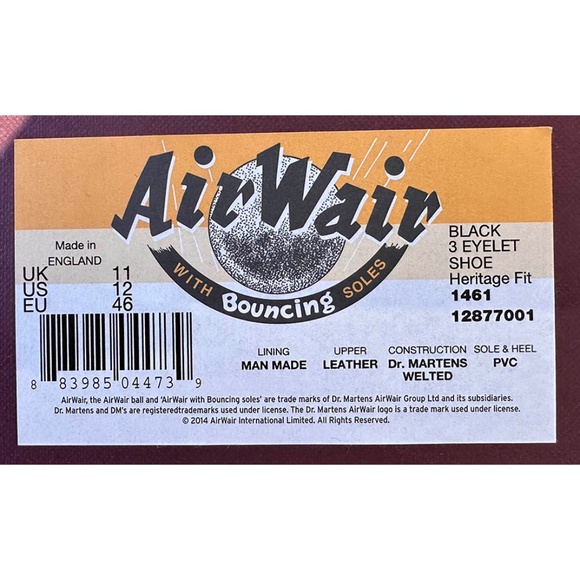 AirWair
WITH Bouncing SOLES
Made in
ENGLAND
UK 11
US 12
EU 46
8 83985 04473 9
BLACK
3 EYELET
SHOE
Heritage Fit
1461
12877001
LINING
MAN MADE
UPPER
LEATHER
CONSTRUCTION
Dr. MARTENS
WELTED
SOLE & HEEL
PVC
AirWair, the AirWair ball and 'AirWair with Bouncing soles' are trade marks of Dr. Martens AirWair Group Ltd and its subsidiaries.
Dr. Martens and DM's are registeredtrademarks used under license. The Dr. Martens AirWair logo is a trade mark used under license.
© 2014 AirWair International Limited. All Rights Reserved.